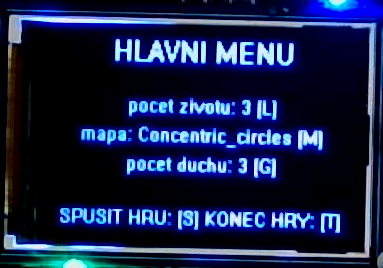 HLAVNI MENU
pocet zivotu: 3 [L]
mapa: Concentric_circles [M]
pocet duchu: 3 [G]
SPUSIT HRU: [S] KONEC HRY: [T]